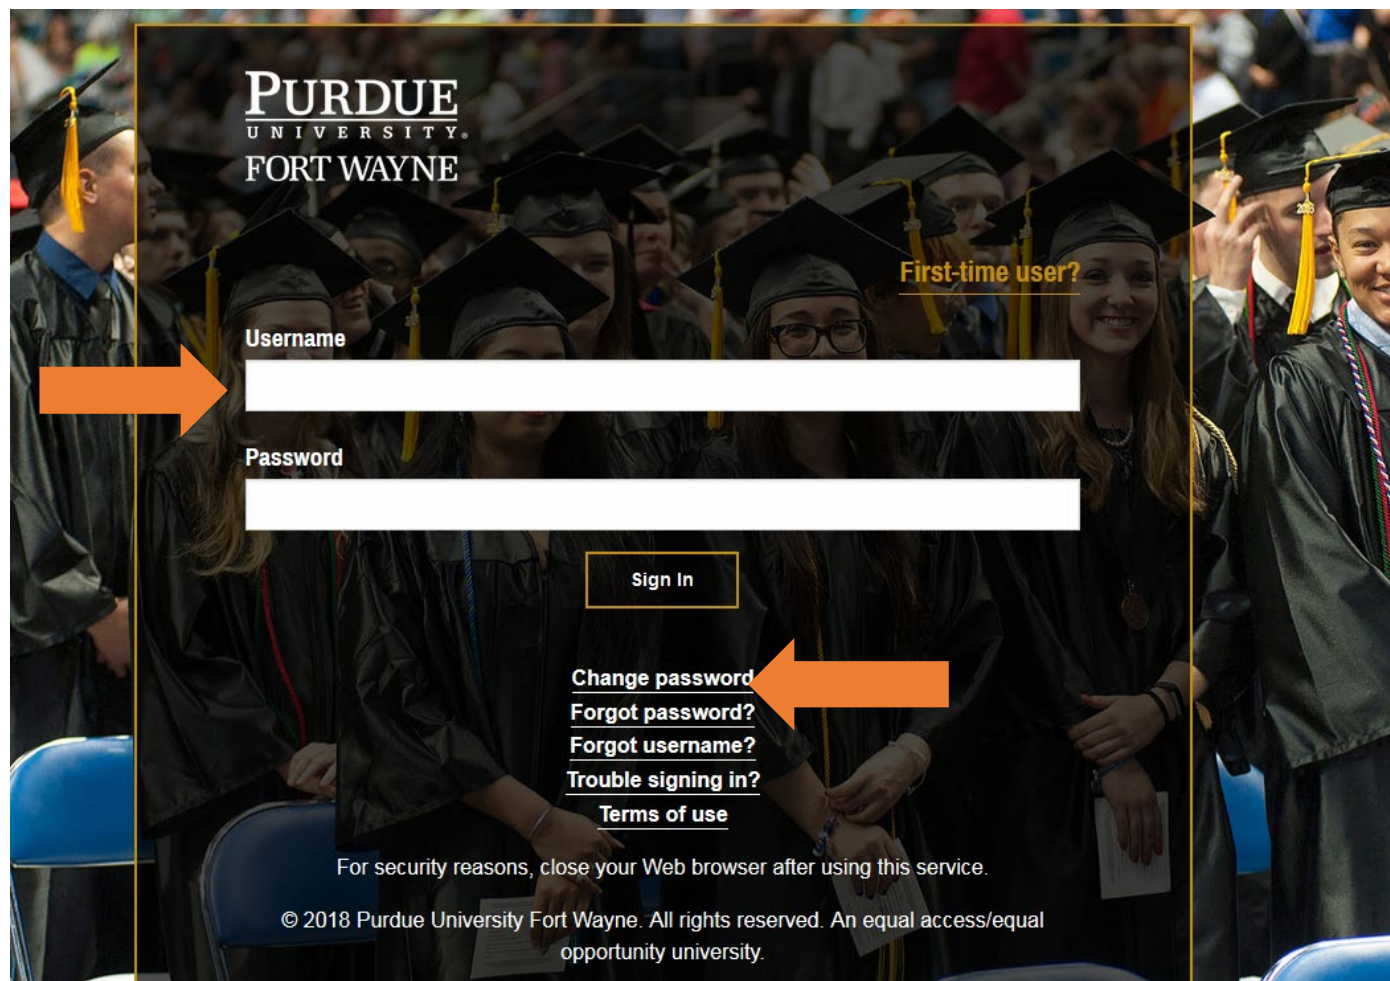 PURDUE
UNIVERSITY®
FORT WAYNE
First-time user?
Username
Password
Sign In
Change password
Forgot password?
Forgot username?
Trouble signing in?
Terms of use
For security reasons, close your Web browser after using this service.
© 2018 Purdue University Fort Wayne. All rights reserved. An equal access/equal
opportunity university.